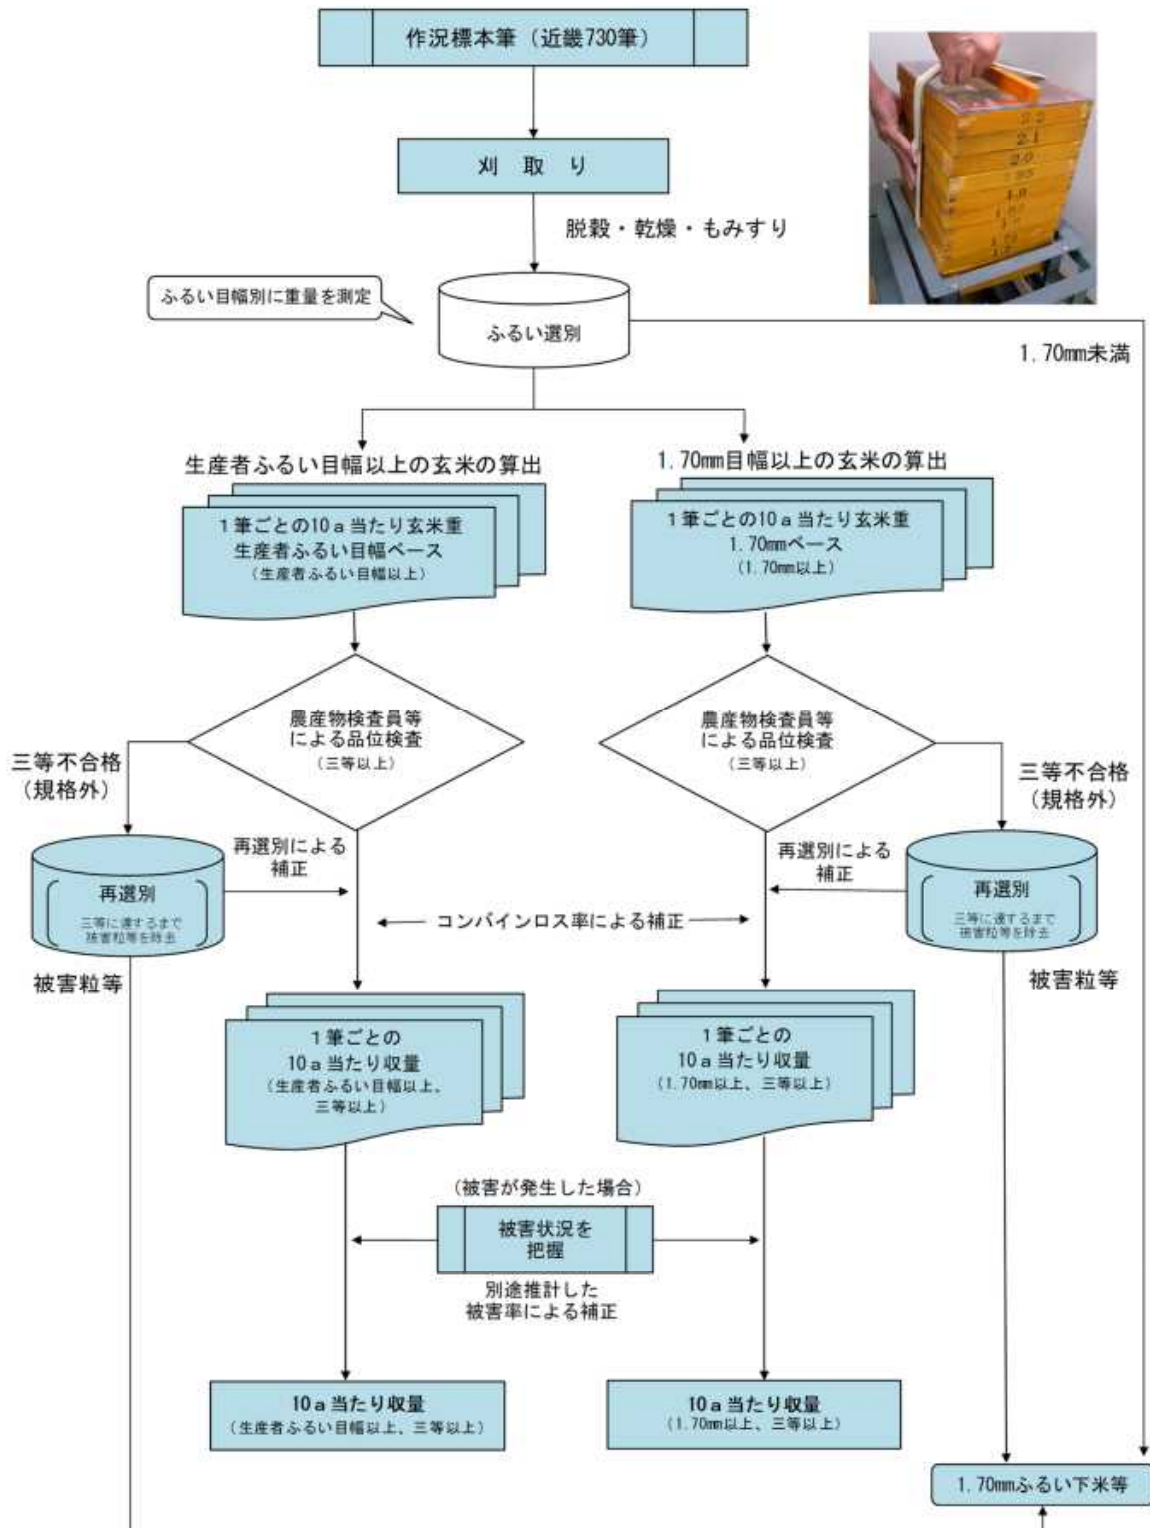 作況標本筆（近畿730筆）
刈　取　り
脱穀・乾燥・もみすり
ふるい目幅別に重量を測定
ふるい選別
1.70mm未満
2.2
2.1
2.0
1.9
生産者ふるい目幅以上の玄米の算出
1.70mm目幅以上の玄米の算出
１筆ごとの10ａ当たり玄米重
生産者ふるい目幅ベース
（生産者ふるい目幅以上）
１筆ごとの10ａ当たり玄米重
1.70mmベース
（1.70mm以上）
農産物検査員等
による品位検査
（三等以上）
農産物検査員等
による品位検査
（三等以上）
三等不合格
（規格外）
三等不合格
（規格外）
再選別による
補正
再選別による
補正
再選別
三等に達するまで
被害粒等を除去
再選別
三等に達するまで
被害粒等を除去
コンバインロス率による補正
被害粒等
被害粒等
１筆ごとの
10ａ当たり収量
（生産者ふるい目幅以上、
三等以上）
１筆ごとの
10ａ当たり収量
（1.70mm以上、三等以上）
（被害が発生した場合）
被害状況を
把握
別途推計した
被害率による補正
10ａ当たり収量
（生産者ふるい目幅以上、三等以上）
10ａ当たり収量
（1.70mm以上、三等以上）
1.70mmふるい下米等